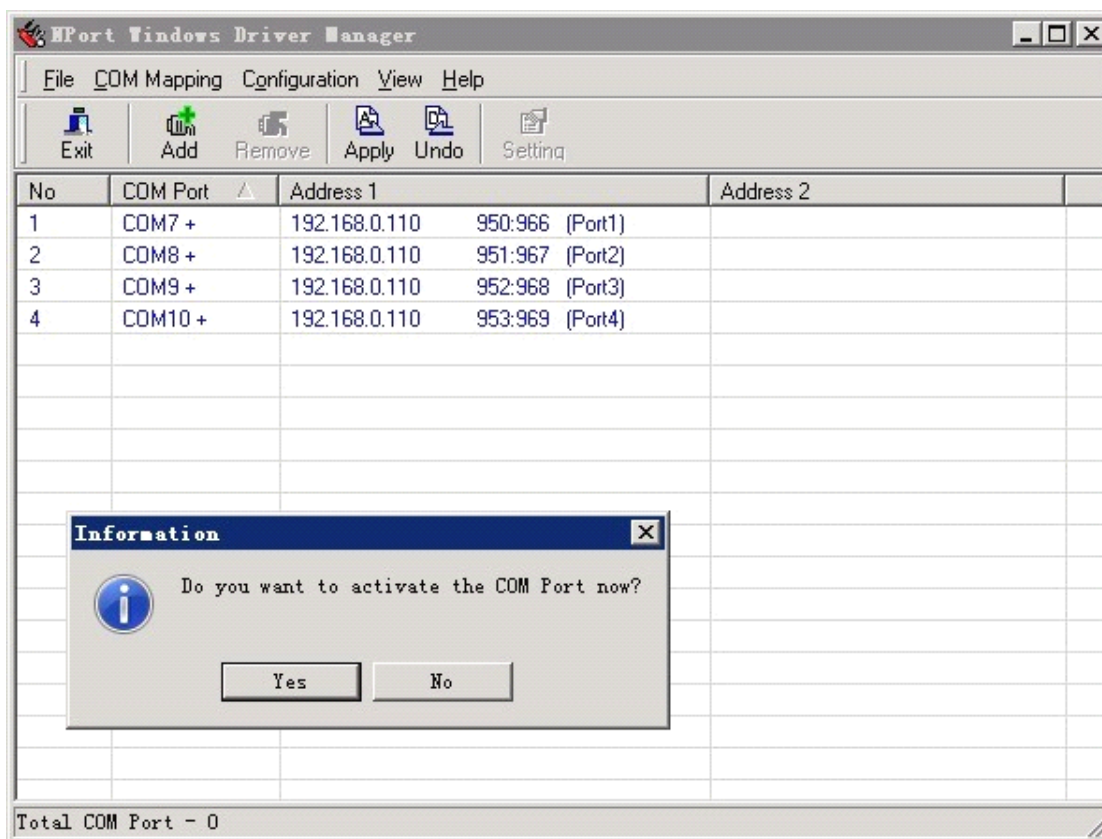 NPort Windows Driver Manager
File COM Mapping Configuration View Help
Exit Add Remove Apply Undo Setting
No COM Port Address 1 Address 2
1 COM7 + 192.168.0.110 950:966 (Port1)
2 COM8 + 192.168.0.110 951:967 (Port2)
3 COM9 + 192.168.0.110 952:968 (Port3)
4 COM10 + 192.168.0.110 953:969 (Port4)
Information
Do you want to activate the COM Port now?
Yes No
Total COM Port - 0